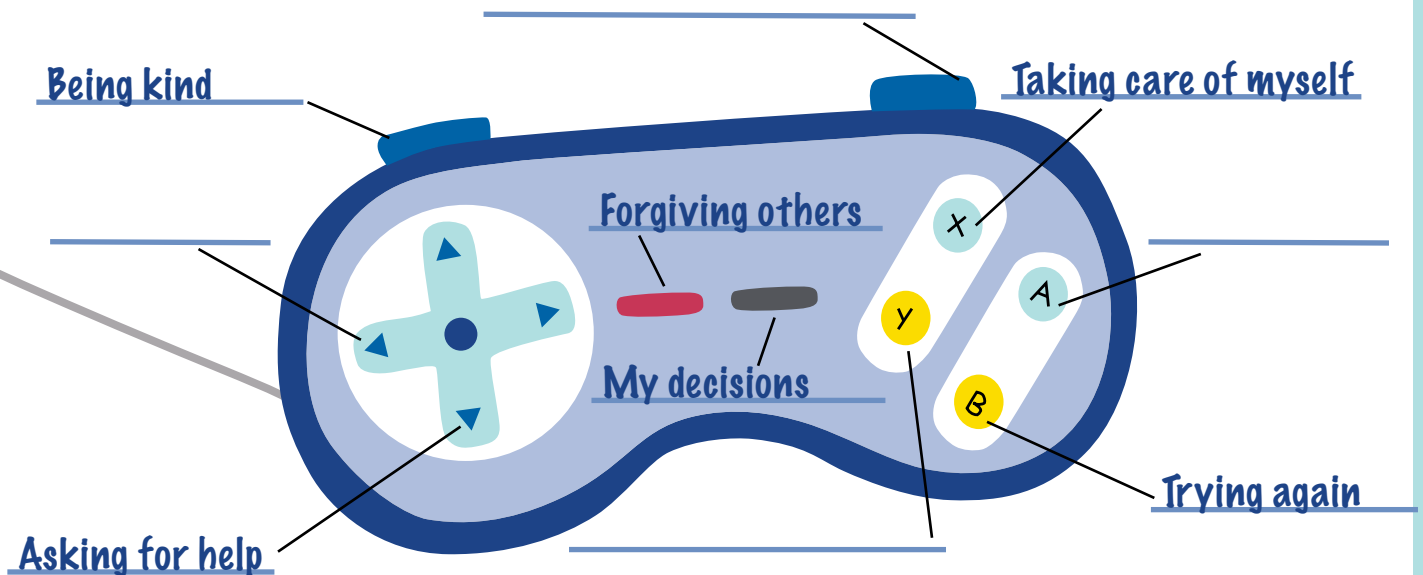 Being kind
Taking care of myself
Forgiving others
X
A
Y
My decisions
B
Trying again
Asking for help